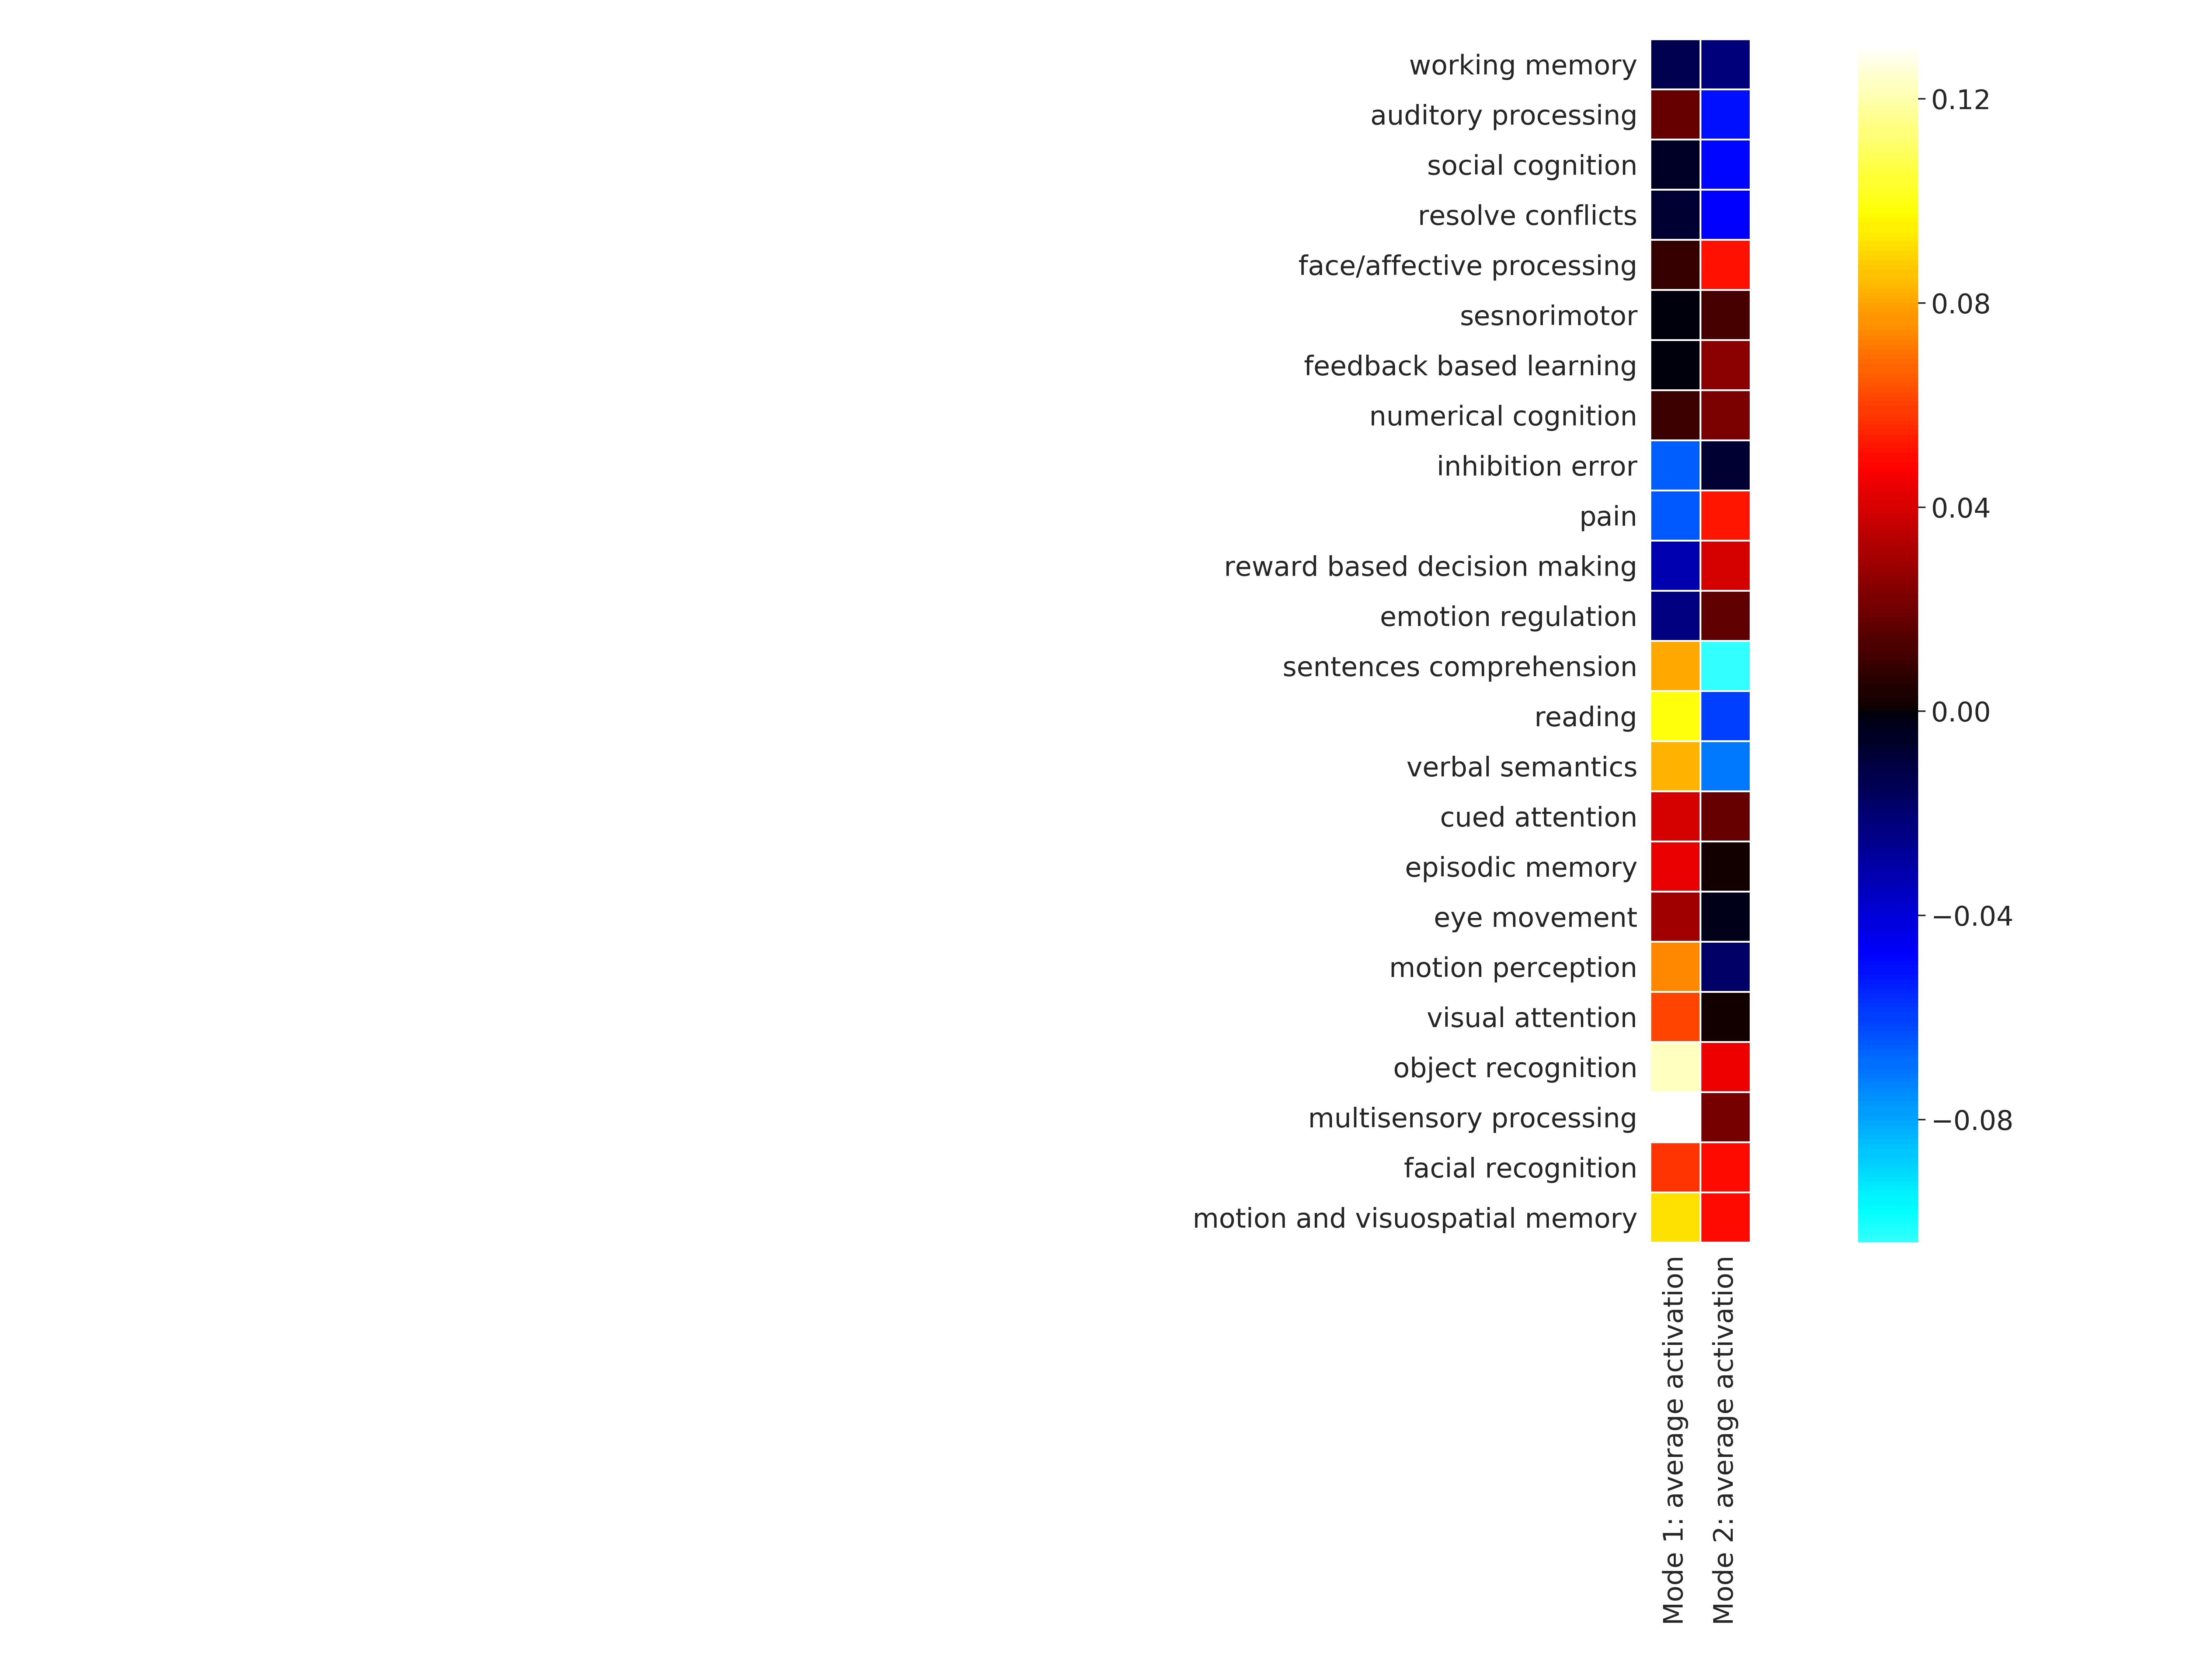 working memory
auditory processing
social cognition
resolve conflicts
face/affective processing
sesnorimotor
feedback based learning
numerical cognition
inhibition error
pain
reward based decision making
emotion regulation
sentences comprehension
reading
verbal semantics
cued attention
episodic memory
eye movement
motion perception
visual attention
object recognition
multisensory processing
facial recognition
motion and visuospatial memory
Mode 1: average activation
Mode 2: average activation
0.12
0.08
0.04
0.00
−0.04
−0.08